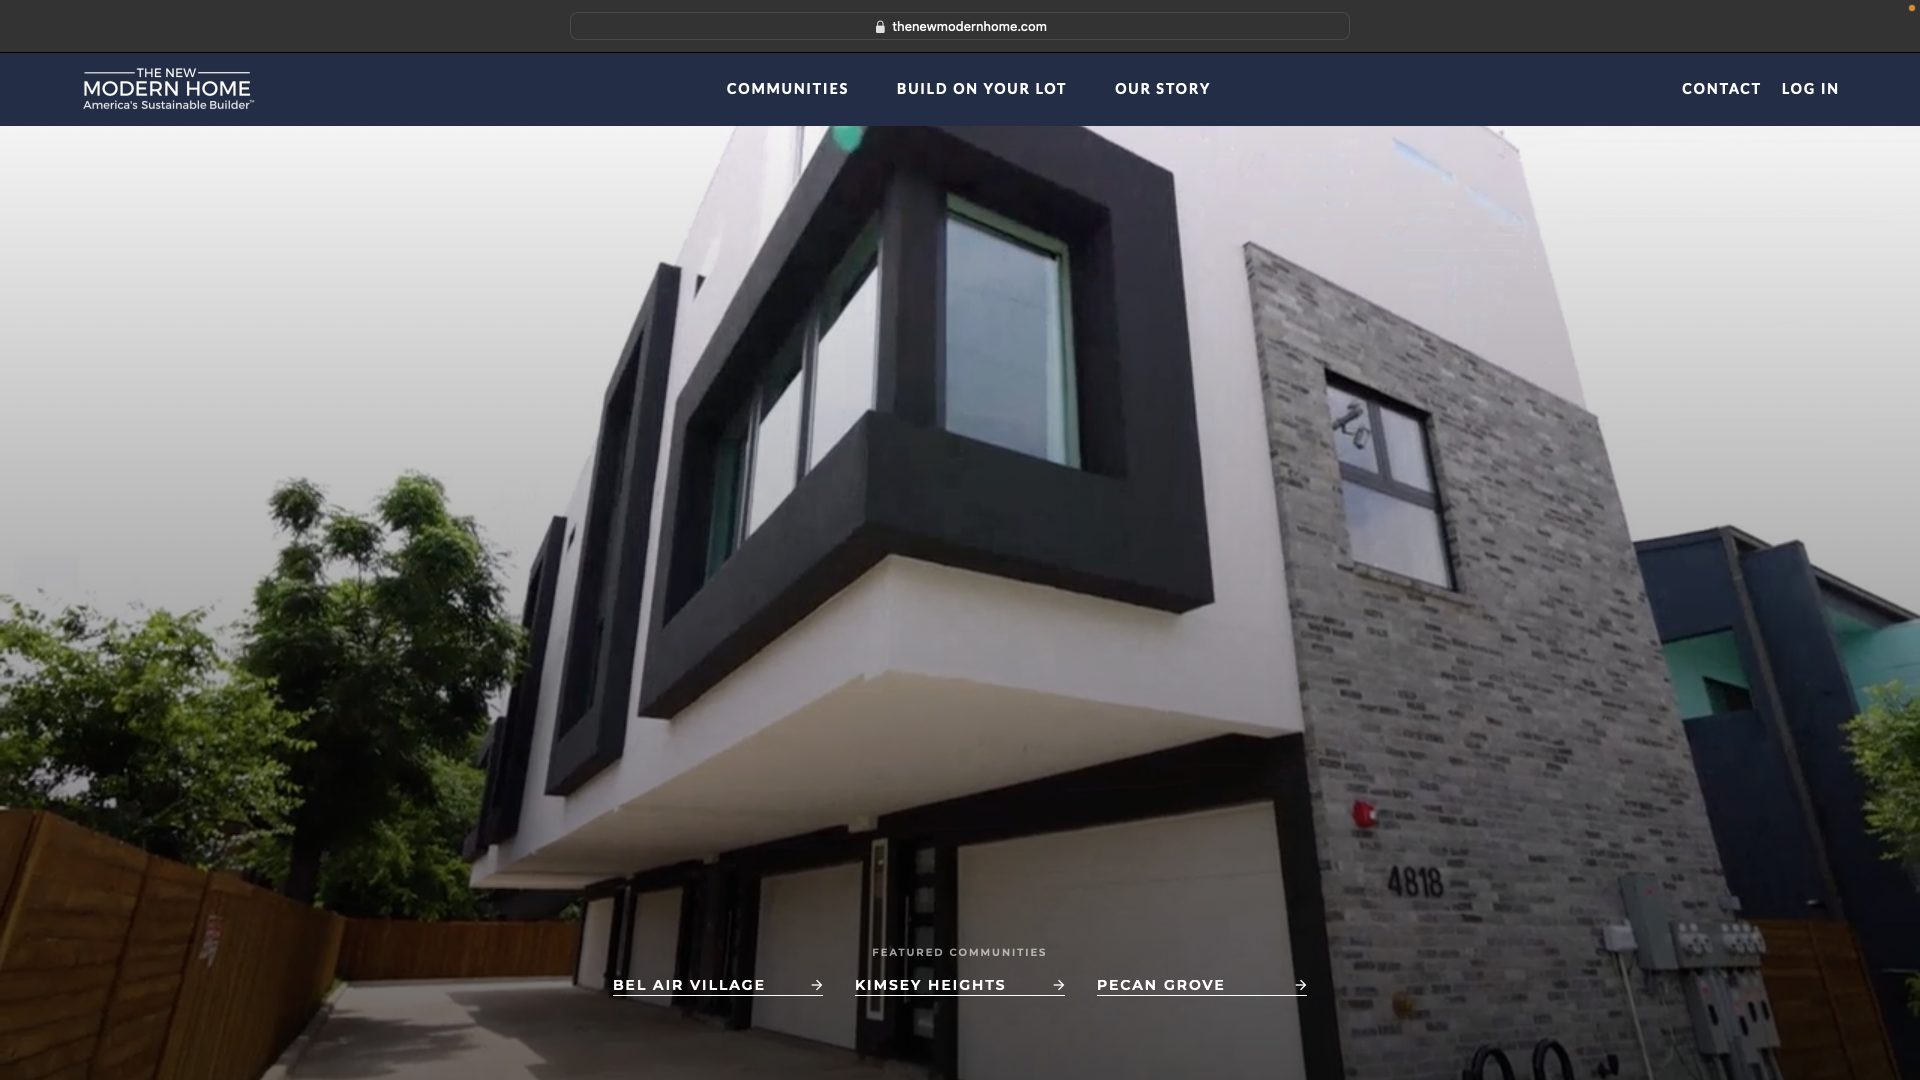 thenewmodernhome.com
THE NEW
MODERN HOME
America's Sustainable Builder™
COMMUNITIES
BUILD ON YOUR LOT
OUR STORY
CONTACT
LOG IN
4818
FEATURED COMMUNITIES
BEL AIR VILLAGE →
KIMSEY HEIGHTS →
PECAN GROVE →